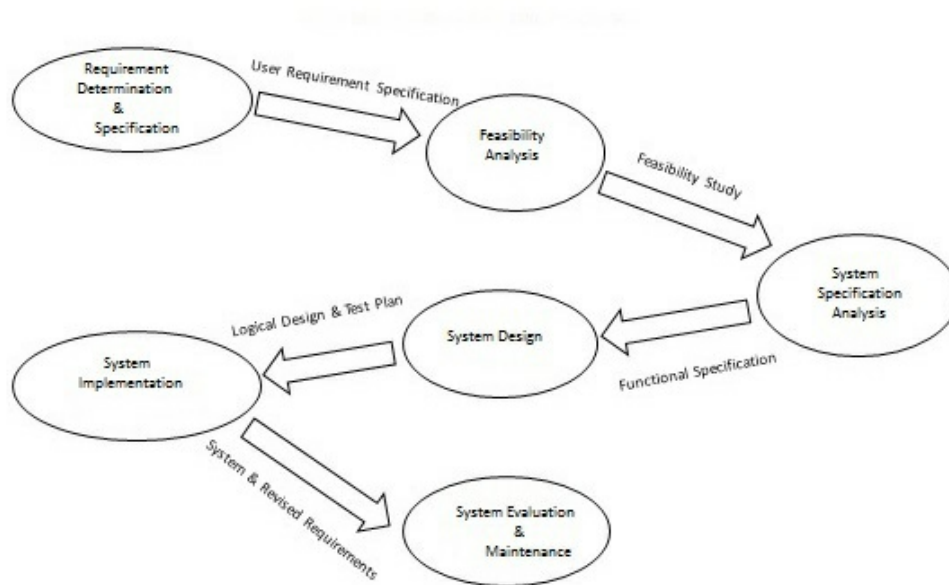 Requirement
Determination
&
Specification
User Requirement Specification
Feasibility
Analysis
Feasibility Study
System
Specification
Analysis
Functional Specification
System Design
Logical Design & Test Plan
System
Implementation
System & Revised Requirements
System Evaluation
&
Maintenance